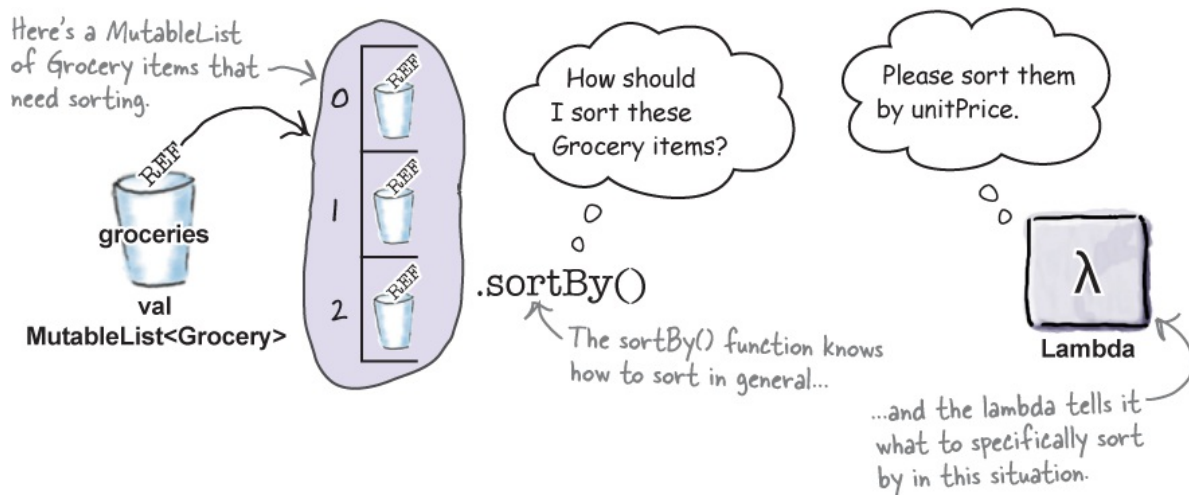 Here's a MutableList
of Grocery items that
need sorting.
REF
groceries
val
MutableList<Grocery>
0
REF
1
REF
2
REF
How should
I sort these
Grocery items?
.sortBy()
The sortBy() function knows
how to sort in general...
Please sort them
by unitPrice.
λ
Lambda
...and the lambda tells it
what to specifically sort
by in this situation.